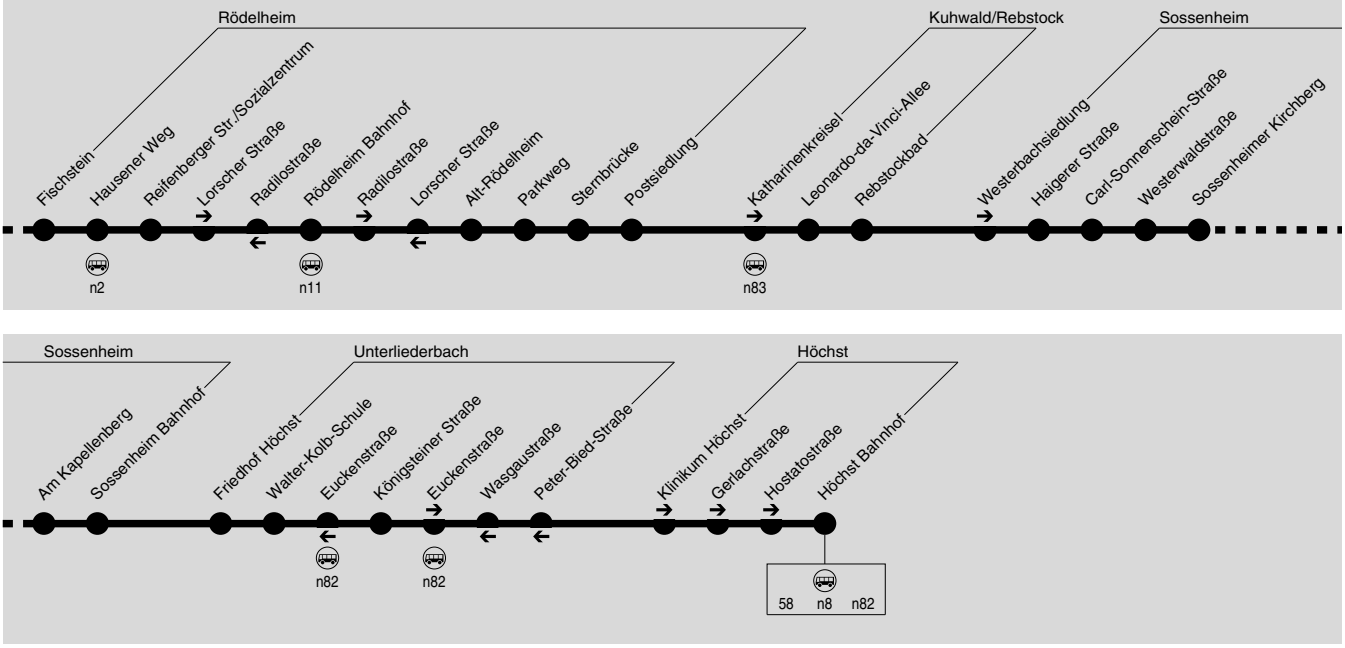 Rödelheim
Kuhwald/Rebstock
Sossenheim
Fischstein
Hausener Weg
Reifenberger Str./Sozialzentrum
Lorscher Straße
Radilostraße
Rödelheim Bahnhof
Radilostraße
Lorscher Straße
Alt-Rödelheim
Parkweg
Sternbrücke
Postsiedlung
Katharinenkreisel
Leonardo-da-Vinci-Allee
Rebstockbad
Westerbachsiedlung
Haigerer Straße
Carl-Sonnenschein-Straße
Westerwaldstraße
Sossenheimer Kirchberg
n2
n11
n83
Sossenheim
Unterliederbach
Höchst
Am Kapellenberg
Sossenheim Bahnhof
Friedhof Höchst
Walter-Kolb-Schule
Euckenstraße
Königsteiner Straße
Euckenstraße
Wasgaustraße
Peter-Bied-Straße
Klinikum Höchst
Gerlachstraße
Hostatostraße
Höchst Bahnhof
n82
n82
58 n8 n82